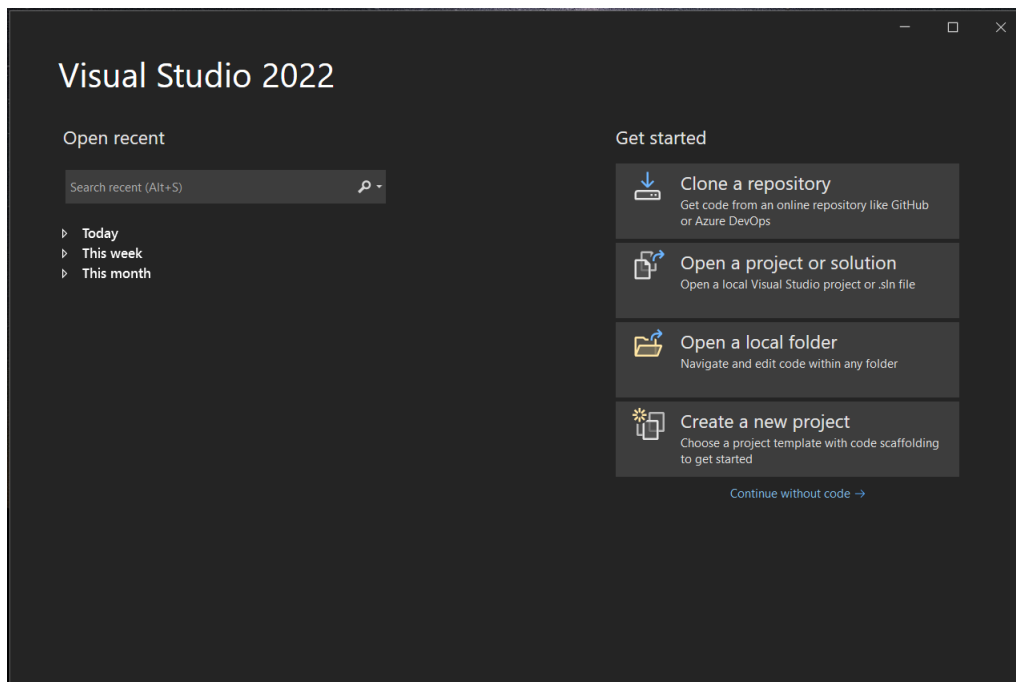 Visual Studio 2022
Open recent
Search recent (Alt+S)
Today
This week
This month
Get started
Clone a repository
Get code from an online repository like GitHub
or Azure DevOps
Open a project or solution
Open a local Visual Studio project or .sln file
Open a local folder
Navigate and edit code within any folder
Create a new project
Choose a project template with code scaffolding
to get started
Continue without code →